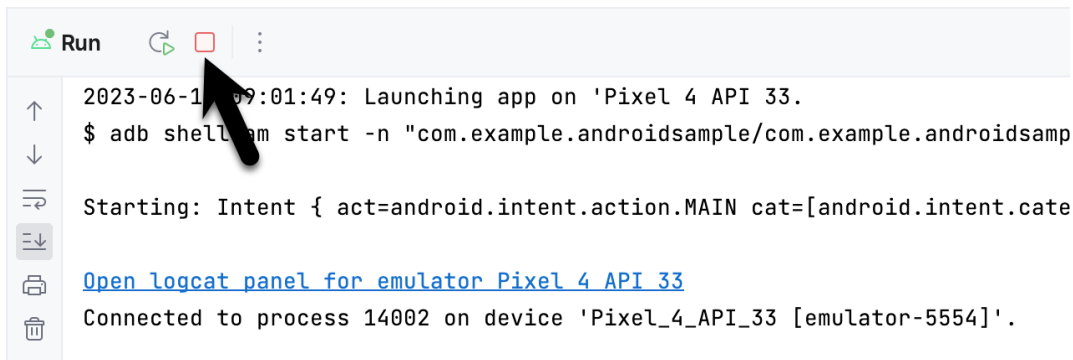 Run
2023-06-1 09:01:49: Launching app on 'Pixel 4 API 33.
$ adb shell am start -n "com.example.androidsample/com.example.androidsamp
Starting: Intent { act=android.intent.action.MAIN cat=[android.intent.cate
Open logcat panel for emulator Pixel 4 API 33
Connected to process 14002 on device 'Pixel_4_API_33 [emulator-5554]'.